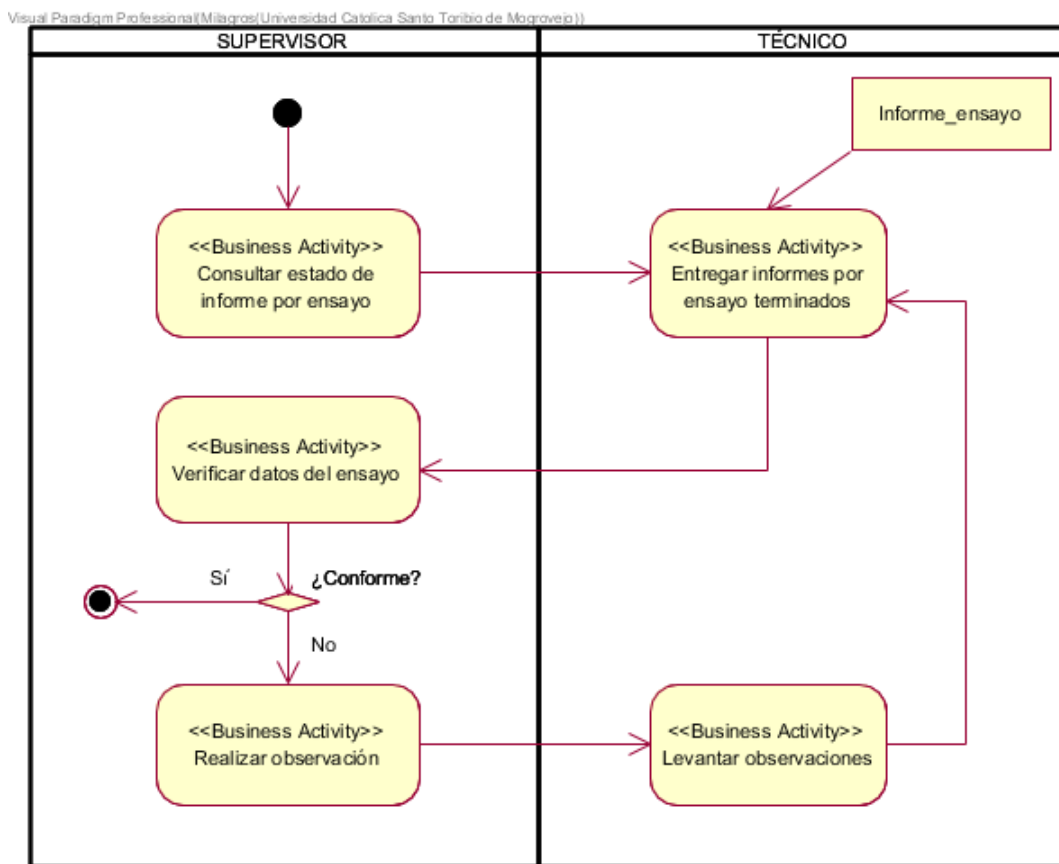 Visual Paradigm Professional(Milagros(Universidad Catolica Santo Toribio de Mogrovejo))
SUPERVISOR
TÉCNICO
Informe_ensayo
<<Business Activity>>
Consultar estado de
informe por ensayo
<<Business Activity>>
Entregar informes por
ensayo terminados
<<Business Activity>>
Verificar datos del ensayo
¿Conforme?
Sí
No
<<Business Activity>>
Realizar observación
<<Business Activity>>
Levantar observaciones